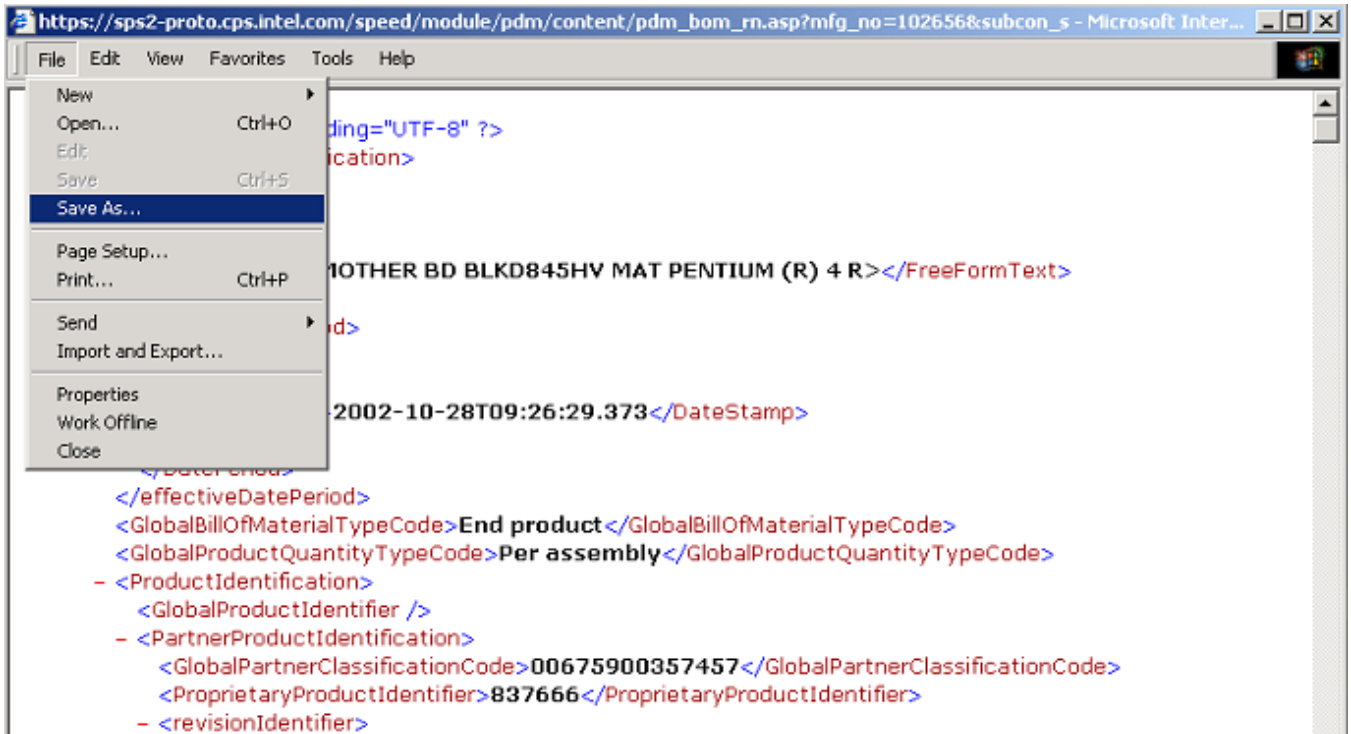 https://sps2-proto.cps.intel.com/speed/module/pdm/content/pdm_bom_rn.asp?mfg_no=102656&subcon_s - Microsoft Inter...
File Edit View Favorites Tools Help
New
Open... Ctrl+O ding="UTF-8" ?>
Edit ication>
Save Ctrl+S
Save As...
Page Setup...
Print... Ctrl+P MOTHER BD BLKD845HV MAT PENTIUM (R) 4 R></FreeFormText>
Send d>
Import and Export...
Properties
Work Offline -2002-10-28T09:26:29.373</DateStamp>
Close
</DatePeriod>
</effectiveDatePeriod>
<GlobalBillOfMaterialTypeCode>End product</GlobalBillOfMaterialTypeCode>
<GlobalProductQuantityTypeCode>Per assembly</GlobalProductQuantityTypeCode>
- <ProductIdentification>
<GlobalProductIdentifier />
- <PartnerProductIdentification>
<GlobalPartnerClassificationCode>00675900357457</GlobalPartnerClassificationCode>
<ProprietaryProductIdentifier>837666</ProprietaryProductIdentifier>
- <revisionIdentifier>